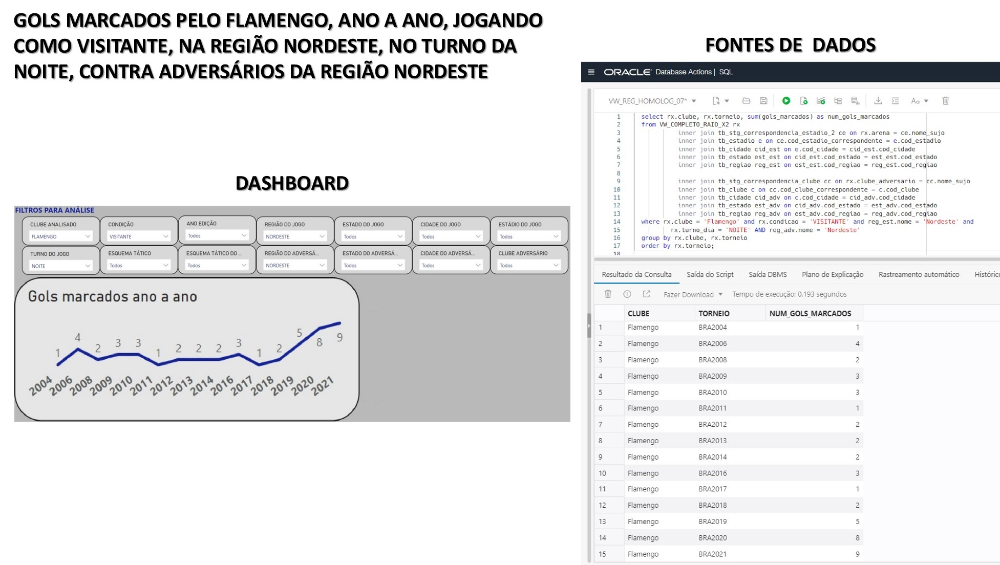 GOLS MARCADOS PELO FLAMENGO, ANO A ANO, JOGANDO
COMO VISITANTE, NA REGIÃO NORDESTE, NO TURNO DA
NOITE, CONTRA ADVERSÁRIOS DA REGIÃO NORDESTE
DASHBOARD
FILTROS PARA ANÁLISE
CLUBE ANALISADO CONDIÇÃO ANO EDIÇÃO REGIÃO DO JOGO ESTADO DO JOGO CIDADE DO JOGO ESTÁDIO DO JOGO
FLAMENGO VISITANTE Todos NORDESTE Todos Todos Todos
TURNO DO JOGO ESQUEMA TÁTICO ESQUEMA TÁTICO DO ... REGIÃO DO ADVERSÁ... ESTADO DO ADVERSÁ... CIDADE DO ADVERSÁ... CLUBE ADVERSÁRIO
NOITE Todos Todos NORDESTE Todos Todos Todos
Gols marcados ano a ano
1 4 2 3 3 1 2 2 2 3 1 2 5 8 9
2004 2006 2008 2009 2010 2011 2012 2013 2014 2016 2017 2018 2019 2020 2021
FONTES DE DADOS
ORACLE Database Actions | SQL
VW_REG_HOMOLOG_07* Aa
1 select rx.clube, rx.torneio, sum(gols_marcados) as num_gols_marcados
2 from VW_COMPLETO_RAIO_X2 rx
3 inner join tb_stg_correspondencia_estadio_2 ce on rx.arena = ce.nome_sujo
4 inner join tb_estadio e on ce.cod_estadio_correspondente = e.cod_estadio
5 inner join tb_cidade cid_est on e.cod_cidade = cid_est.cod_cidade
6 inner join tb_estado est_est on cid_est.cod_estado = est_est.cod_estado
7 inner join tb_regiao reg_est on est_est.cod_regiao = reg_est.cod_regiao
8
9 inner join tb_stg_correspondencia_clube cc on rx.clube_adversario = cc.nome_sujo
10 inner join tb_clube c on cc.cod_clube_correspondente = c.cod_clube
11 inner join tb_cidade cid_adv on c.cod_cidade = cid_adv.cod_cidade
12 inner join tb_estado est_adv on cid_adv.cod_estado = est_adv.cod_estado
13 inner join tb_regiao reg_adv on est_adv.cod_regiao = reg_adv.cod_regiao
14 where rx.clube = 'Flamengo' and rx.condicao = 'VISITANTE' and reg_est.nome = 'Nordeste' and
15 rx.turno_dia = 'NOITE' AND reg_adv.nome = 'Nordeste'
16 group by rx.clube, rx.torneio
17 order by rx.torneio;
18
Resultado da Consulta Saída do Script Saída DBMS Plano de Explicação Rastreamento automático Histórico
Fazer Download Tempo de execução: 0.193 segundos
CLUBE TORNEIO NUM_GOLS_MARCADOS
1 Flamengo BRA2004 1
2 Flamengo BRA2006 4
3 Flamengo BRA2008 2
4 Flamengo BRA2009 3
5 Flamengo BRA2010 3
6 Flamengo BRA2011 1
7 Flamengo BRA2012 2
8 Flamengo BRA2013 2
9 Flamengo BRA2014 2
10 Flamengo BRA2016 3
11 Flamengo BRA2017 1
12 Flamengo BRA2018 2
13 Flamengo BRA2019 5
14 Flamengo BRA2020 8
15 Flamengo BRA2021 9